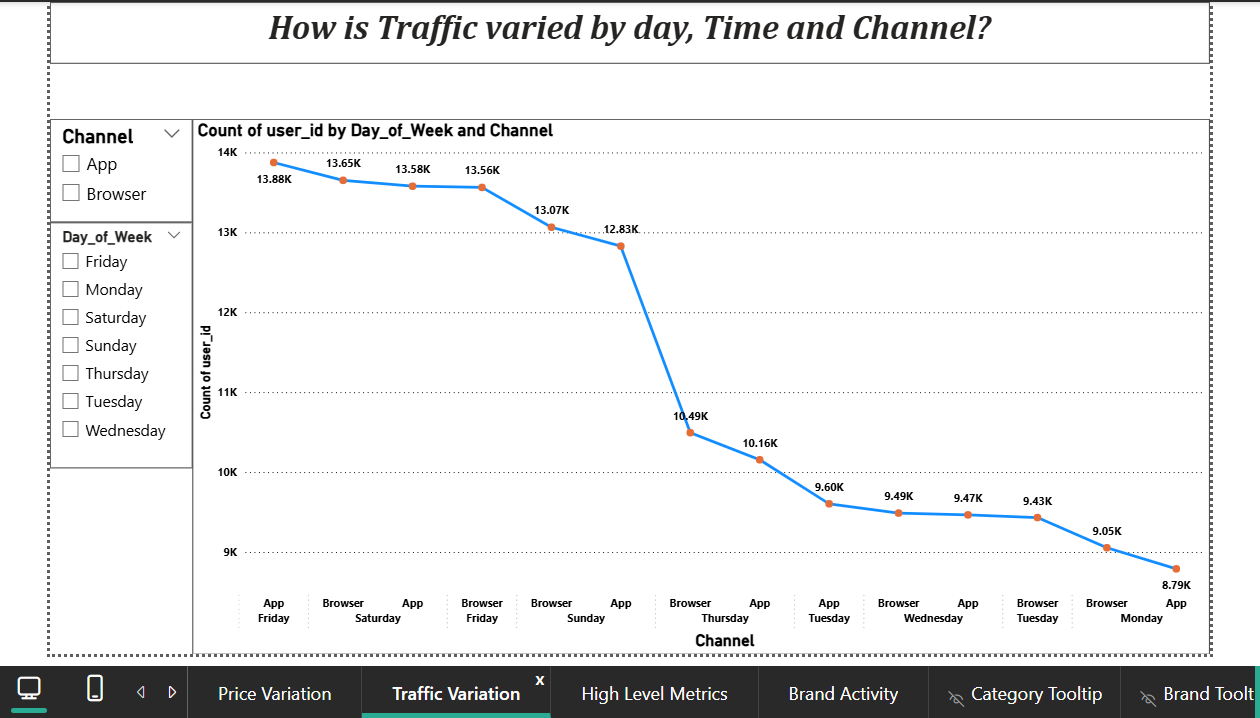 How is Traffic varied by day, Time and Channel?
Channel
App
Browser
Day_of_Week
Friday
Monday
Saturday
Sunday
Thursday
Tuesday
Wednesday
Count of user_id by Day_of_Week and Channel
14K
13K
12K
11K
10K
9K
Count of user_id
13.88K 13.65K 13.58K 13.56K 13.07K 12.83K 10.49K 10.16K 9.60K 9.49K 9.47K 9.43K 9.05K 8.79K
App Browser App Browser Browser App Browser App App Browser App Browser Browser App
Friday Saturday Friday Sunday Thursday Tuesday Wednesday Tuesday Monday
Channel
Price Variation Traffic Variation x High Level Metrics Brand Activity Category Tooltip Brand Toolt